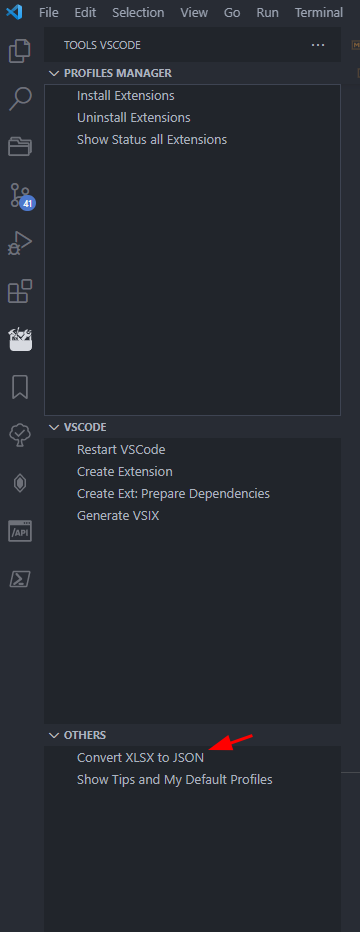 File Edit Selection View Go Run Terminal
TOOLS VSCODE ...
PROFILES MANAGER
Install Extensions
Uninstall Extensions
Show Status all Extensions
41
/API
VSCODE
Restart VSCode
Create Extension
Create Ext: Prepare Dependencies
Generate VSIX
OTHERS
Convert XLSX to JSON
Show Tips and My Default Profiles